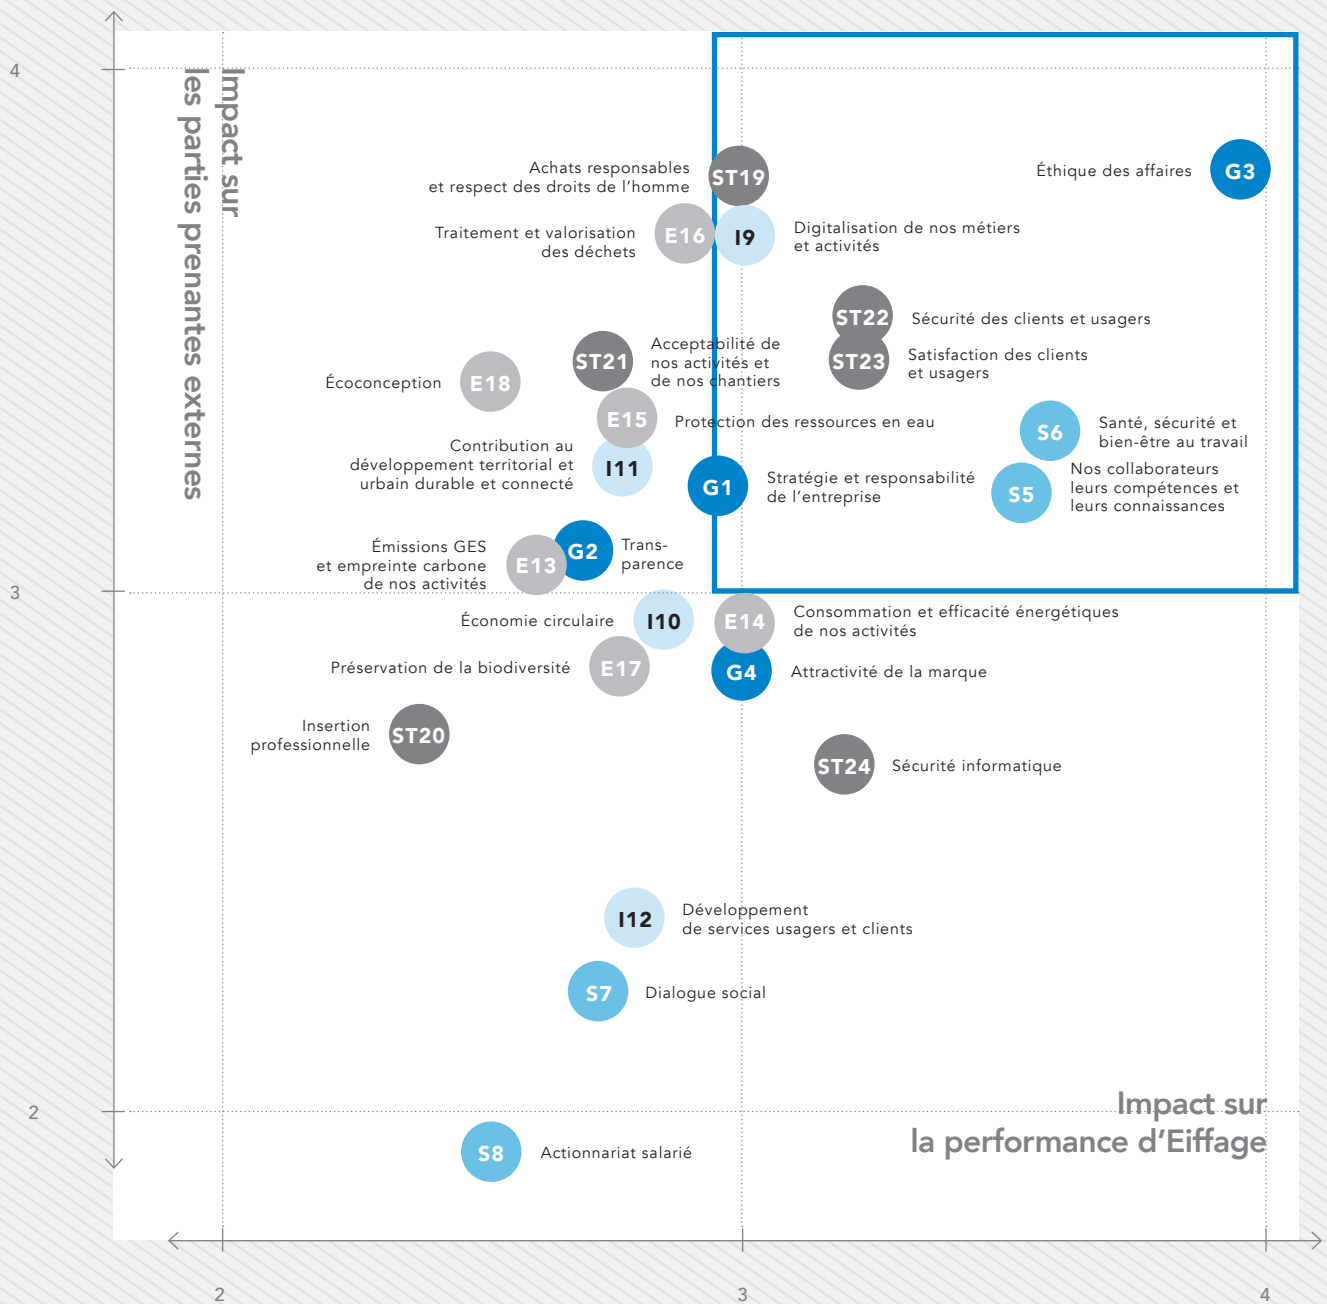 4
Impact sur
les parties prenantes externes
Achats responsables
et respect des droits de l’homme
ST19
Éthique des affaires
G3
Traitement et valorisation
des déchets
E16
I9
Digitalisation de nos métiers
et activités
ST22
Sécurité des clients et usagers
ST21
Acceptabilité de
nos activités et
de nos chantiers
ST23
Satisfaction des clients
et usagers
Écoconception
E18
E15
Protection des ressources en eau
S6
Santé, sécurité et
bien-être au travail
Contribution au
développement territorial et
urbain durable et connecté
I11
G1
Stratégie et responsabilité
de l’entreprise
S5
Nos collaborateurs
leurs compétences et
leurs connaissances
Émissions GES
et empreinte carbone
de nos activités
E13
G2
Trans-
parence
3
Économie circulaire
I10
E14
Consommation et efficacité énergétiques
de nos activités
Préservation de la biodiversité
E17
G4
Attractivité de la marque
Insertion
professionnelle
ST20
ST24
Sécurité informatique
I12
Développement
de services usagers et clients
S7
Dialogue social
2
Impact sur
la performance d’Eiffage
S8
Actionnariat salarié
2
3
4